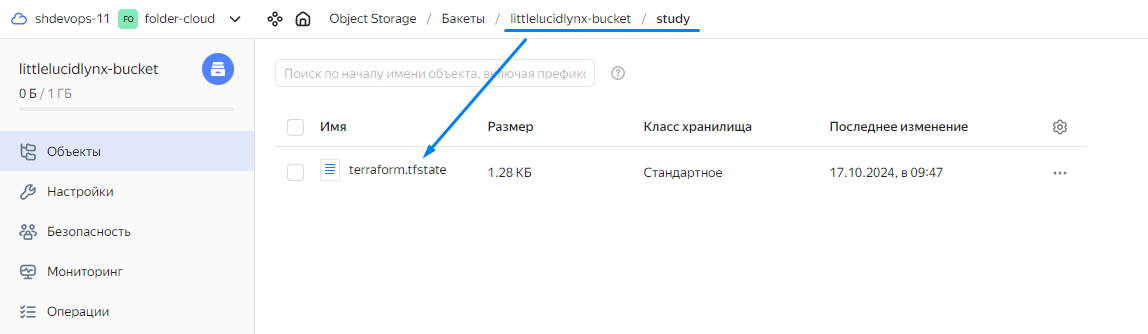 shdevops-11 FO folder-cloud Object Storage / Бакеты / littlelucidlynx-bucket / study
littlelucidlynx-bucket
0 Б / 1 ГБ
Объекты
Настройки
Безопасность
Мониторинг
Операции
Поиск по началу имени объекта, включая префикс
Имя Размер Класс хранилища Последнее изменение
terraform.tfstate 1.28 КБ Стандартное 17.10.2024, в 09:47